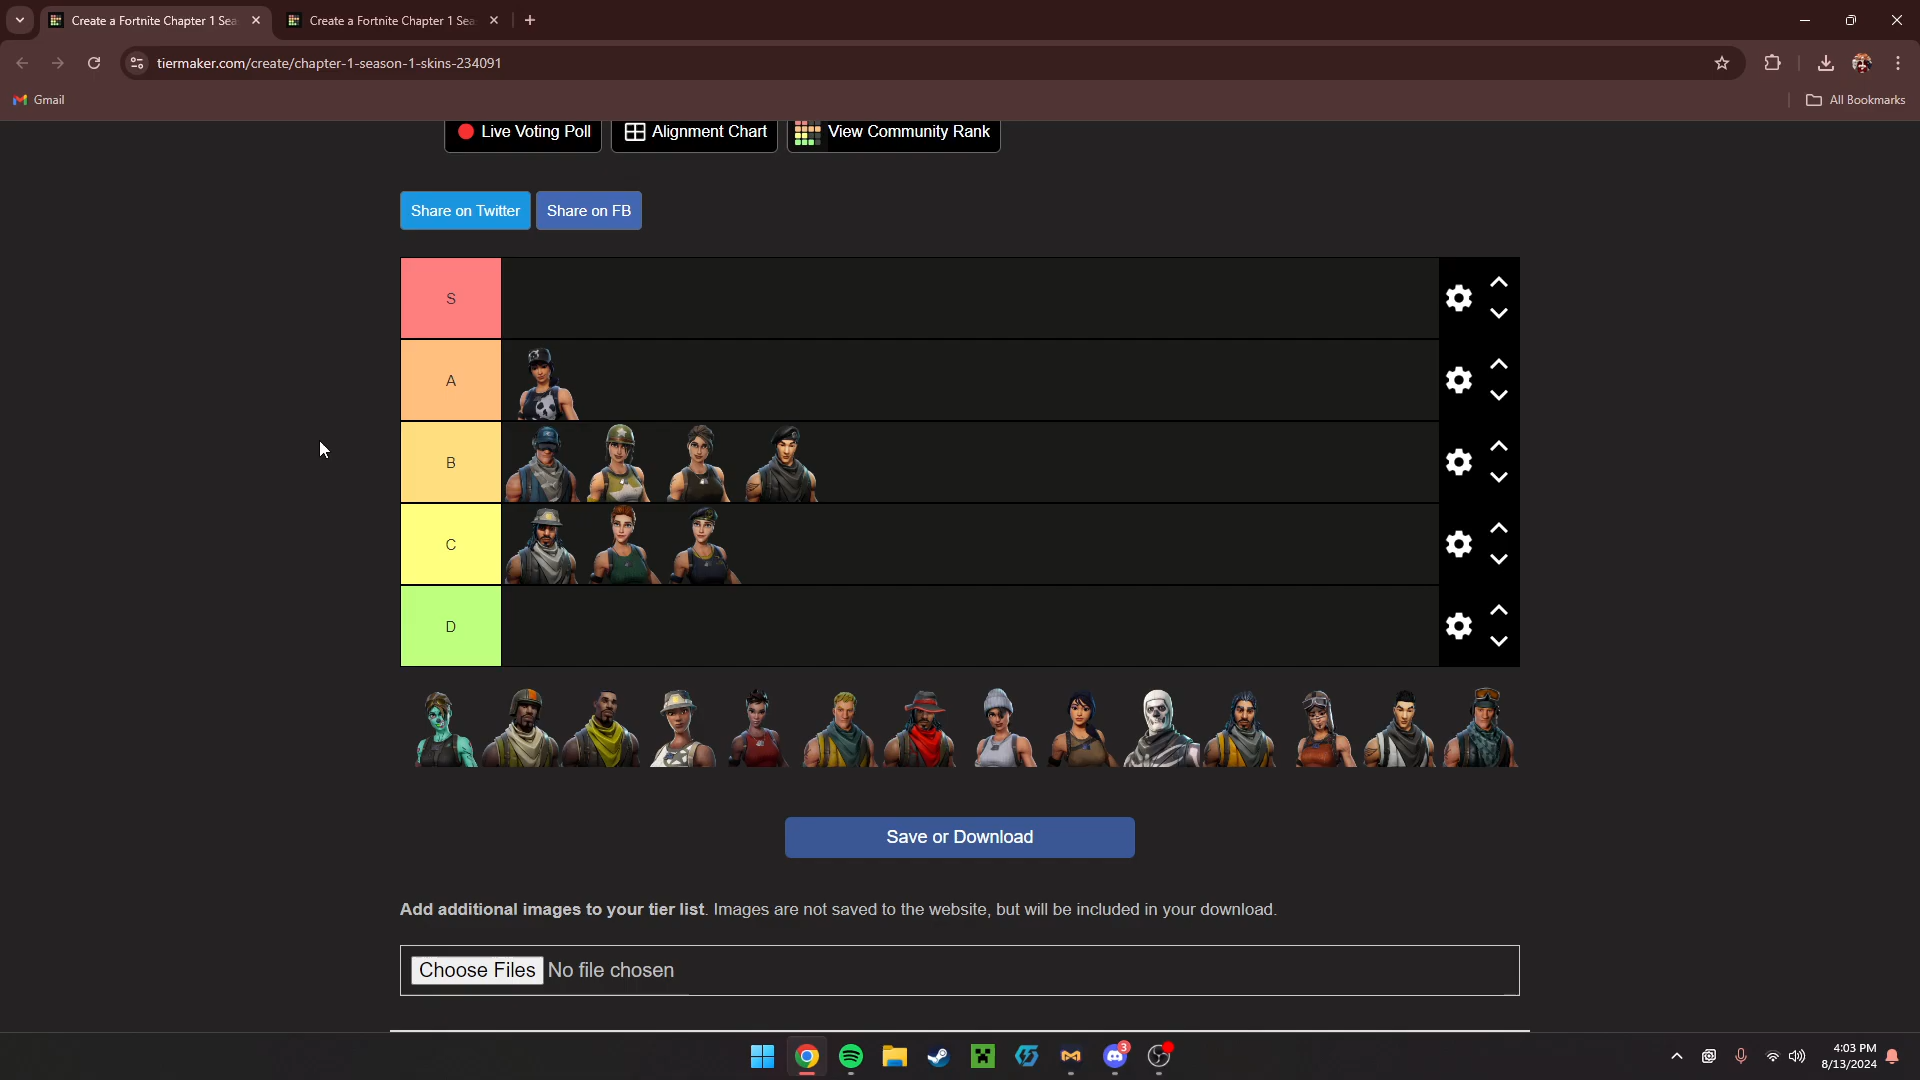 Create a Fortnite Chapter 1 Sea
Create a Fortnite Chapter 1 Sea
tiermaker.com/create/chapter-1-season-1-skins-234091
Gmail
All Bookmarks
Live Voting Poll
Alignment Chart
View Community Rank
Share on Twitter
Share on FB
S
A
B
C
D
Save or Download
Add additional images to your tier list. Images are not saved to the website, but will be included in your download.
Choose Files No file chosen
3
4:03 PM
8/13/2024